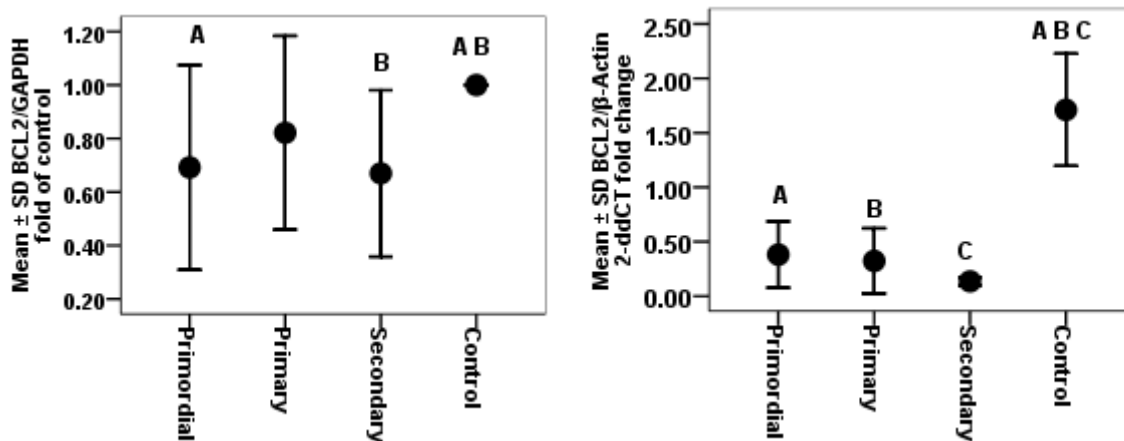 Mean ± SD BCL2/GAPDH
fold of control
1.20
1.00
0.80
0.60
0.40
0.20
A
B
A B
Primordial
Primary
Secondary
Control
Mean ± SD BCL2/β-Actin
2-ddCT fold change
2.50
2.00
1.50
1.00
0.50
0.00
A
B
C
A B C
Primordial
Primary
Secondary
Control